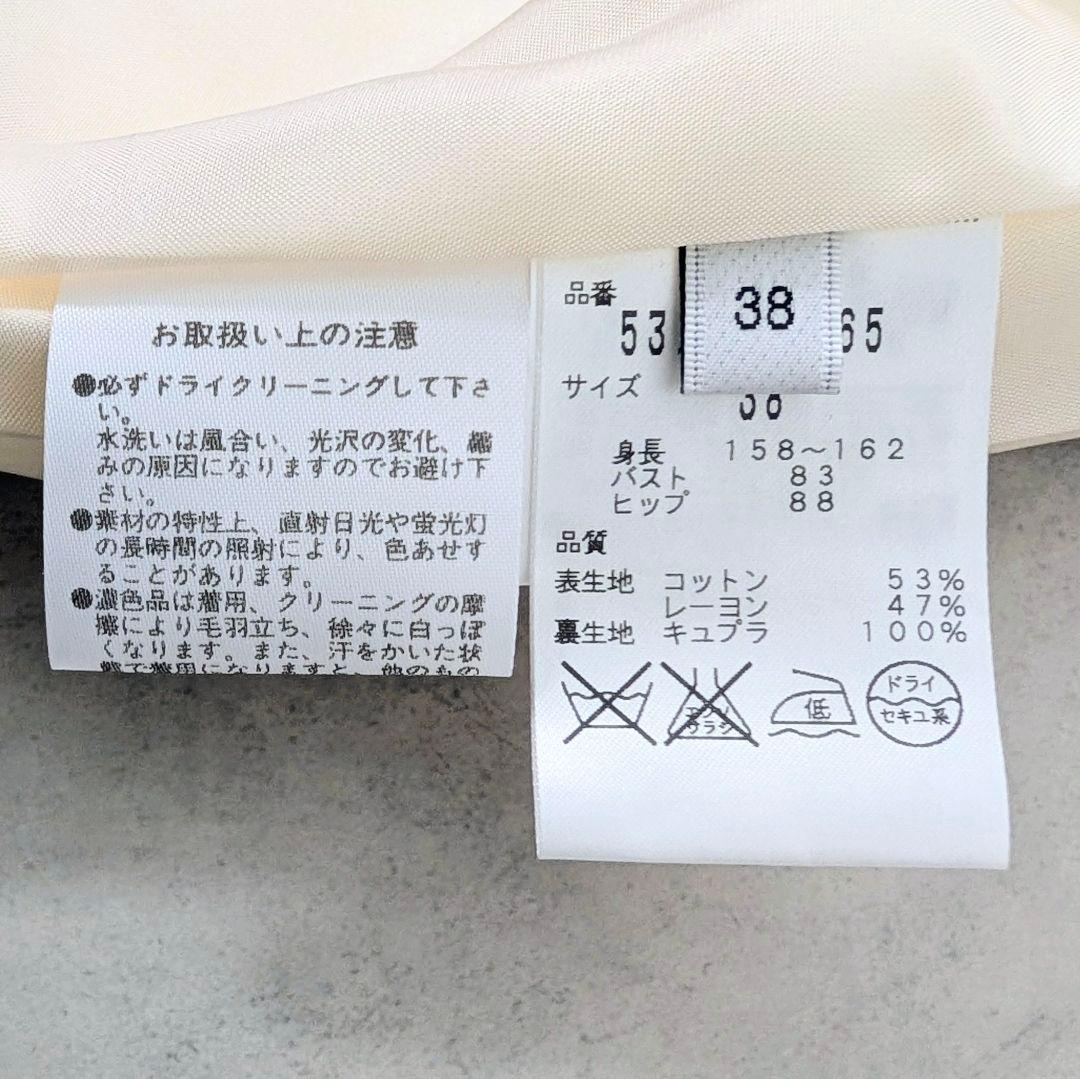 お取扱い上の注意
●必ずドライクリーニングして下さ
い。
水洗いは風合い、光沢の変化、縮
みの原因になりますのでお避け下
さい。
●素材の特性上、直射日光や蛍光灯
の長時間の照射により、色あせす
ることがあります。
●濃色品は着用、クリーニングの摩
擦により毛羽立ち、徐々に白っぽ
くなります。また、汗をかいた状
品番
53
65
38
サイズ
38
身長 158～162
バスト 83
ヒップ 88
品質
表生地 コットン 53%
レーヨン 47%
裏生地 キュプラ 100%
エンソ
サラシ
低
ドライ
セキユ系